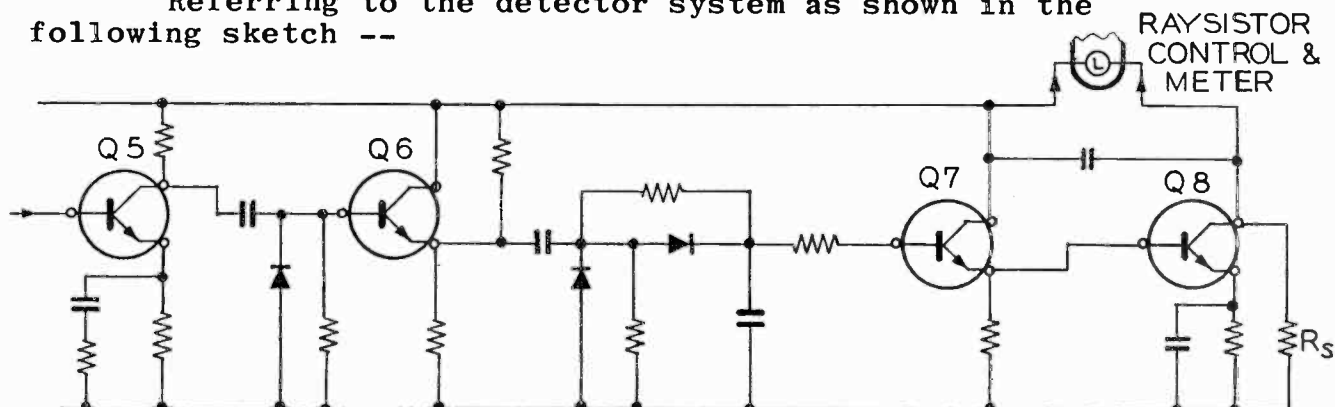 Referring to the detector system as shown in the
following sketch --
RAYSISTOR
CONTROL &
METER
L
Q5
Q6
Q7
Q8
Rs